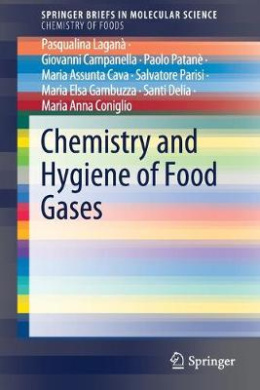 SPRINGER BRIEFS IN MOLECULAR SCIENCE
CHEMISTRY OF FOODS
Pasqualina Laganà ·
Giovanni Campanella · Paolo Patanè ·
Maria Assunta Cava · Salvatore Parisi ·
Maria Elsa Gambuzza · Santi Delia ·
Maria Anna Coniglio
Chemistry and
Hygiene of Food
Gases
Springer